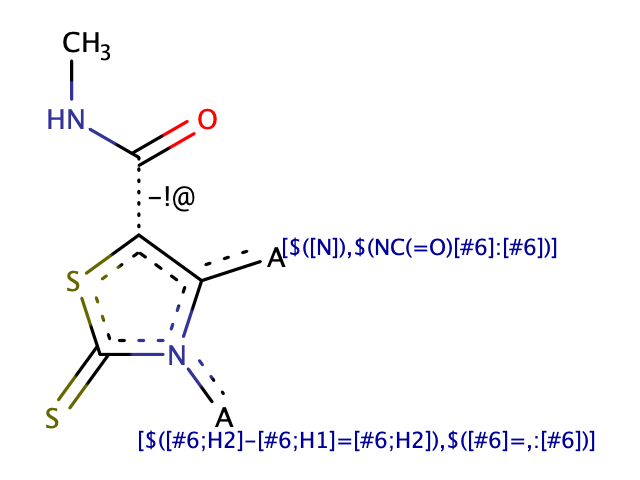 CH3
HN
O
-!@
A [$([N]),$(NC(=O)[#6]:[#6])]
S
N
S
A
[$([#6;H2]-[#6;H1]=[#6;H2]),$([#6]=,:[#6])]